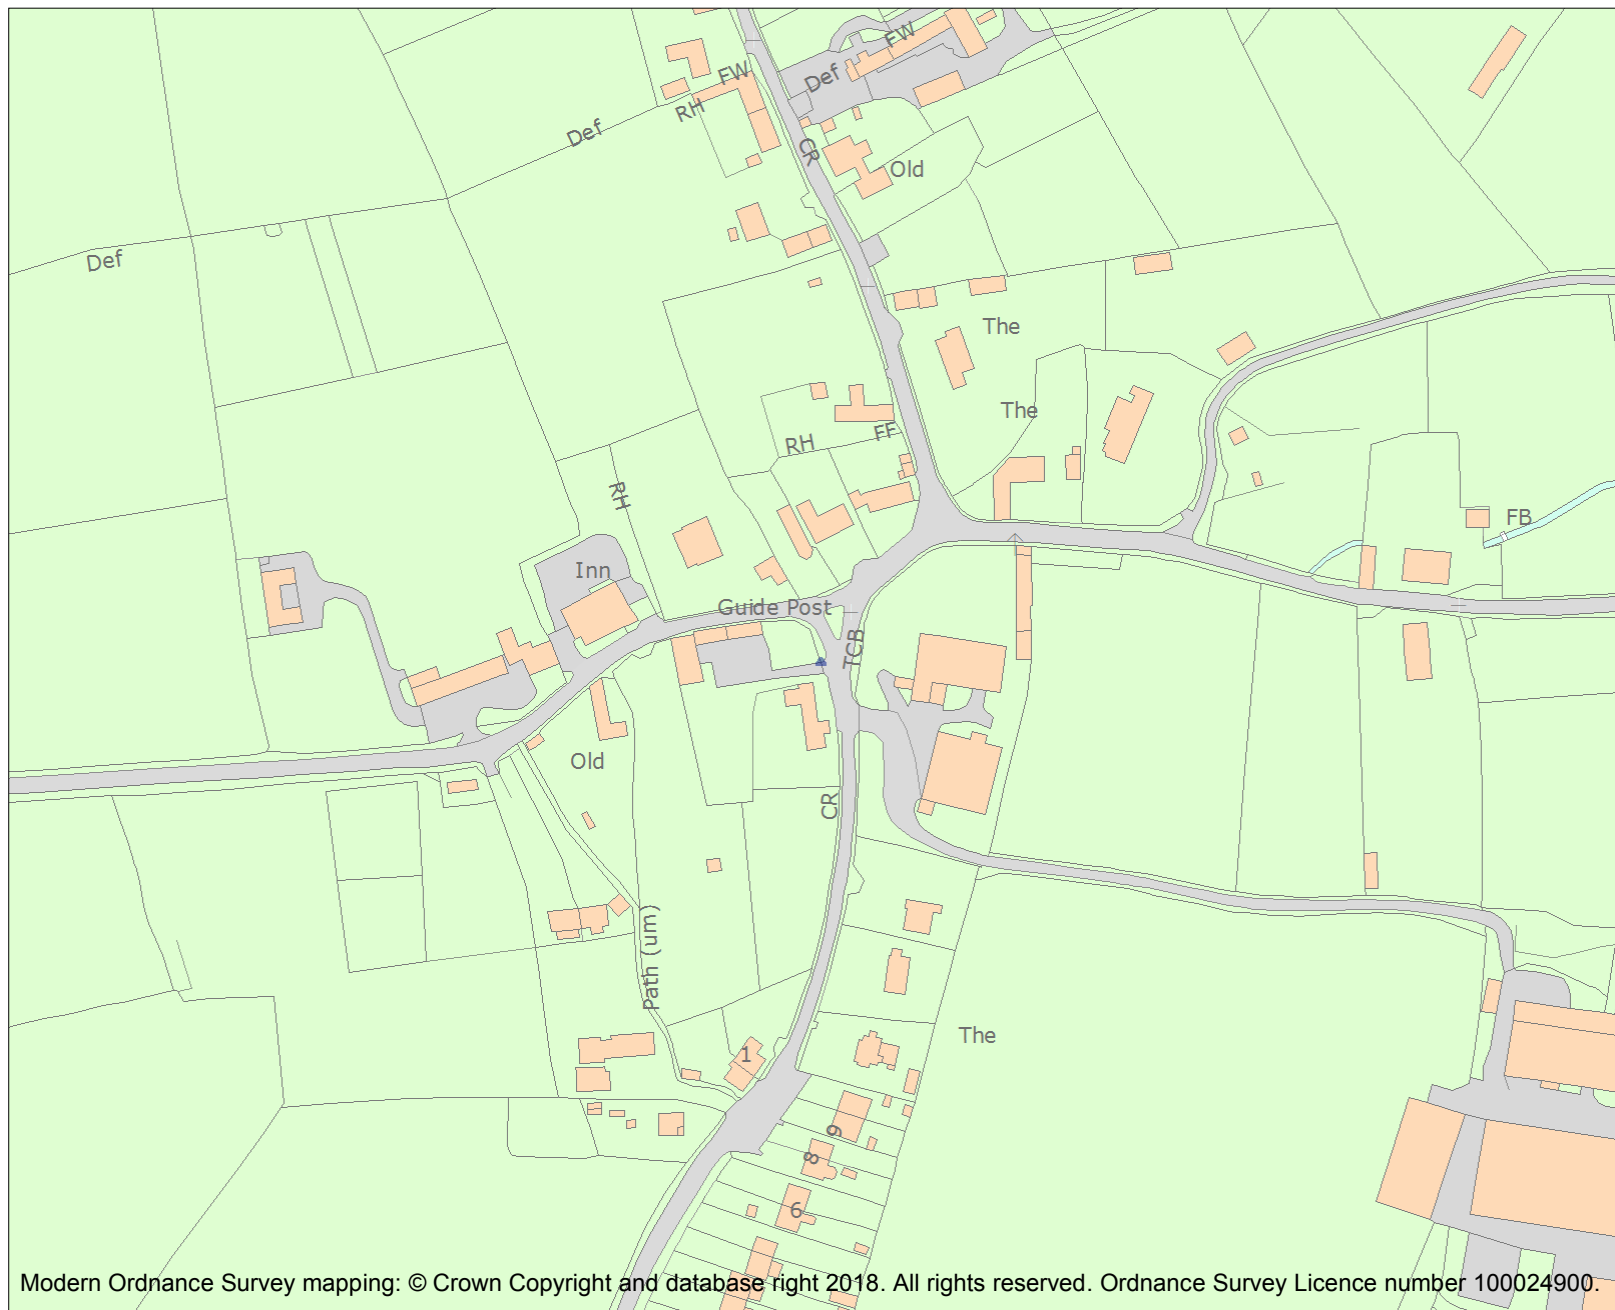 FW
FW
Def
RH
Def
CR
Old
Def
The
The
FF
RH
RH
FB
Inn
Guide Post
TCB
Old
CR
Path (um)
The
1
9
8
6
Modern Ordnance Survey mapping: © Crown Copyright and database right 2018. All rights reserved. Ordnance Survey Licence number 100024900.